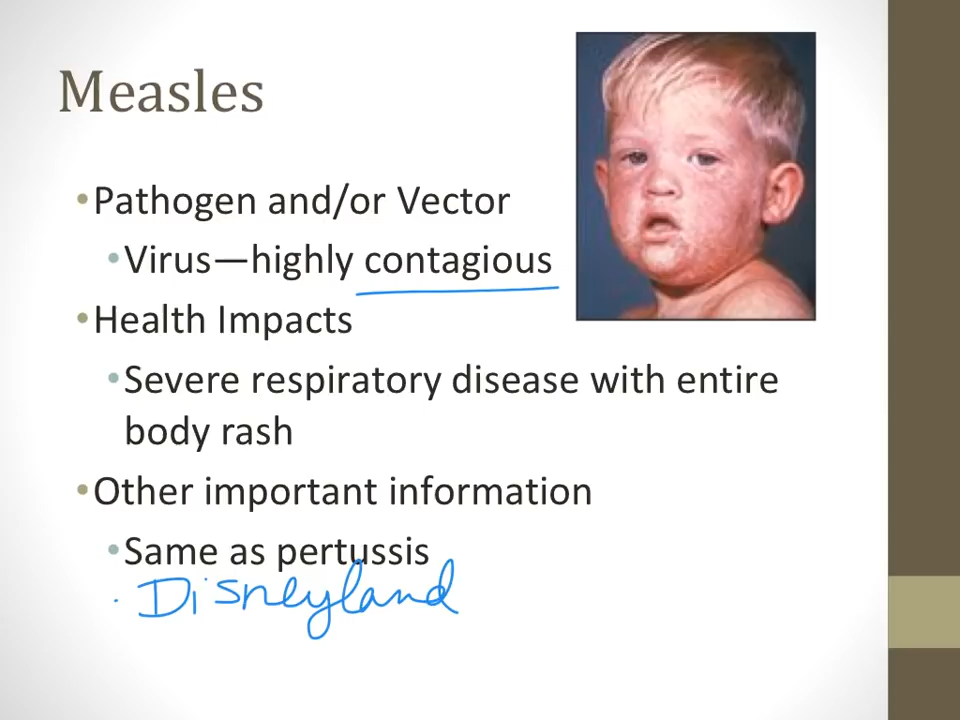 Measles
•Pathogen and/or Vector
•Virus—highly contagious
•Health Impacts
•Severe respiratory disease with entire
body rash
•Other important information
•Same as pertussis
· Disneyland